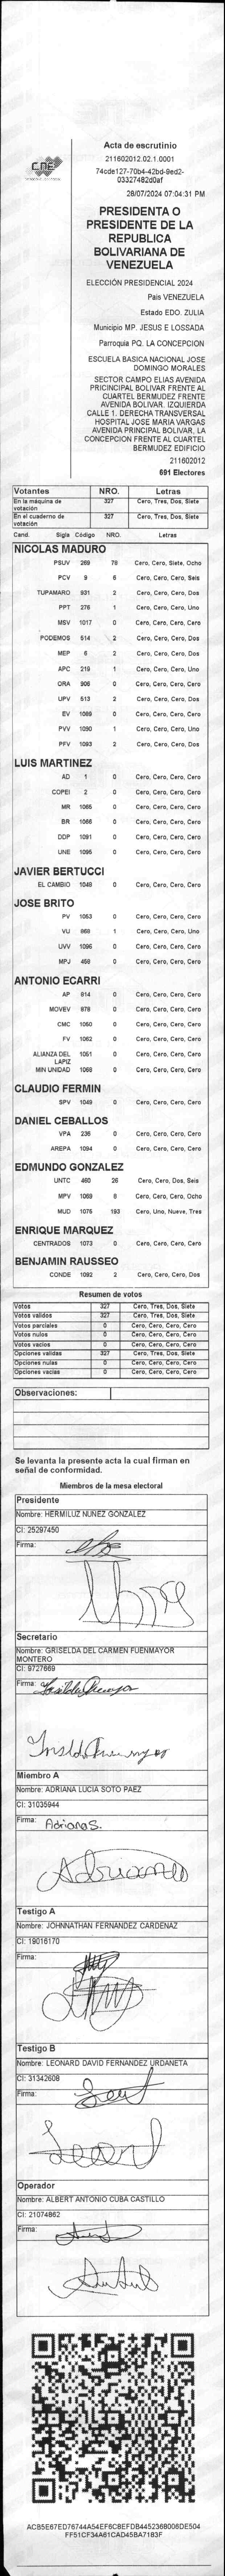 CNE
Acta de escrutinio
211602012.02.1.0001
74cde127-70b4-42bd-9ed2-
03327482d0af
28/07/2024 07:04:31 PM
PRESIDENTA O
PRESIDENTE DE LA
REPUBLICA
BOLIVARIANA DE
VENEZUELA
ELECCIÓN PRESIDENCIAL 2024
País VENEZUELA
Estado EDO. ZULIA
Municipio MP. JESUS E LOSSADA
Parroquia PQ. LA CONCEPCION
ESCUELA BASICA NACIONAL JOSE
DOMINGO MORALES
SECTOR CAMPO ELIAS AVENIDA
PRICINCIPAL BOLIVAR FRENTE AL
CUARTEL BERMUDEZ FRENTE
AVENIDA BOLIVAR. IZQUIERDA
CALLE 1. DERECHA TRANSVERSAL
HOSPITAL JOSE MARIA VARGAS
AVENIDA PRINCIPAL BOLIVAR, LA
CONCEPCION FRENTE AL CUARTEL
BERMUDEZ EDIFICIO
211602012
691 Electores
Votantes NRO. Letras
En la máquina de votación 327 Cero, Tres, Dos, Siete
En el cuaderno de votación 327 Cero, Tres, Dos, Siete
Cand. Sigla Código NRO. Letras
NICOLAS MADURO
PSUV 269 78 Cero, Cero, Siete, Ocho
PCV 9 6 Cero, Cero, Cero, Seis
TUPAMARO 931 2 Cero, Cero, Cero, Dos
PPT 276 1 Cero, Cero, Cero, Uno
MSV 1017 0 Cero, Cero, Cero, Cero
PODEMOS 514 2 Cero, Cero, Cero, Dos
MEP 6 2 Cero, Cero, Cero, Dos
APC 219 1 Cero, Cero, Cero, Uno
ORA 906 0 Cero, Cero, Cero, Cero
UPV 513 2 Cero, Cero, Cero, Dos
EV 1089 0 Cero, Cero, Cero, Cero
PVV 1090 1 Cero, Cero, Cero, Uno
PFV 1093 2 Cero, Cero, Cero, Dos
LUIS MARTINEZ
AD 1 0 Cero, Cero, Cero, Cero
COPEI 2 0 Cero, Cero, Cero, Cero
MR 1065 0 Cero, Cero, Cero, Cero
BR 1066 0 Cero, Cero, Cero, Cero
DDP 1091 0 Cero, Cero, Cero, Cero
UNE 1095 0 Cero, Cero, Cero, Cero
JAVIER BERTUCCI
EL CAMBIO 1048 0 Cero, Cero, Cero, Cero
JOSE BRITO
PV 1053 0 Cero, Cero, Cero, Cero
VU 868 1 Cero, Cero, Cero, Uno
UVV 1096 0 Cero, Cero, Cero, Cero
MPJ 458 0 Cero, Cero, Cero, Cero
ANTONIO ECARRI
AP 814 0 Cero, Cero, Cero, Cero
MOVEV 878 0 Cero, Cero, Cero, Cero
CMC 1050 0 Cero, Cero, Cero, Cero
FV 1062 0 Cero, Cero, Cero, Cero
ALIANZA DEL LAPIZ 1051 0 Cero, Cero, Cero, Cero
MIN UNIDAD 1058 0 Cero, Cero, Cero, Cero
CLAUDIO FERMIN
SPV 1049 0 Cero, Cero, Cero, Cero
DANIEL CEBALLOS
VPA 236 0 Cero, Cero, Cero, Cero
AREPA 1094 0 Cero, Cero, Cero, Cero
EDMUNDO GONZALEZ
UNTC 460 26 Cero, Cero, Dos, Seis
MPV 1069 8 Cero, Cero, Cero, Ocho
MUD 1075 193 Cero, Uno, Nueve, Tres
ENRIQUE MARQUEZ
CENTRADOS 1073 0 Cero, Cero, Cero, Cero
BENJAMIN RAUSSEO
CONDE 1092 2 Cero, Cero, Cero, Dos
Resumen de votos
Votos 327 Cero, Tres, Dos, Siete
Votos validos 327 Cero, Tres, Dos, Siete
Votos parciales 0 Cero, Cero, Cero, Cero
Votos nulos 0 Cero, Cero, Cero, Cero
Votos vacíos 0 Cero, Cero, Cero, Cero
Opciones validas 327 Cero, Tres, Dos, Siete
Opciones nulas 0 Cero, Cero, Cero, Cero
Opciones vacias 0 Cero, Cero, Cero, Cero
Observaciones:
Se levanta la presente acta la cual firman en
señal de conformidad.
Miembros de la mesa electoral
Presidente
Nombre: HERMILUZ NUÑEZ GONZALEZ
CI: 25297450
Firma:
Secretario
Nombre: GRISELDA DEL CARMEN FUENMAYOR
MONTERO
CI: 9727669
Firma:
Miembro A
Nombre: ADRIANA LUCIA SOTO PAEZ
CI: 31035944
Firma: Adriana S.
Adriana
Testigo A
Nombre: JOHNNATHAN FERNANDEZ CARDENAZ
CI: 19016170
Firma:
Testigo B
Nombre: LEONARD DAVID FERNANDEZ URDANETA
CI: 31342608
Firma:
Operador
Nombre: ALBERT ANTONIO CUBA CASTILLO
CI: 21074862
Firma:
ACB5E67ED76744A54EF6C8EFDB4452368006DE504
FF51CF34A61CAD45BA7183F